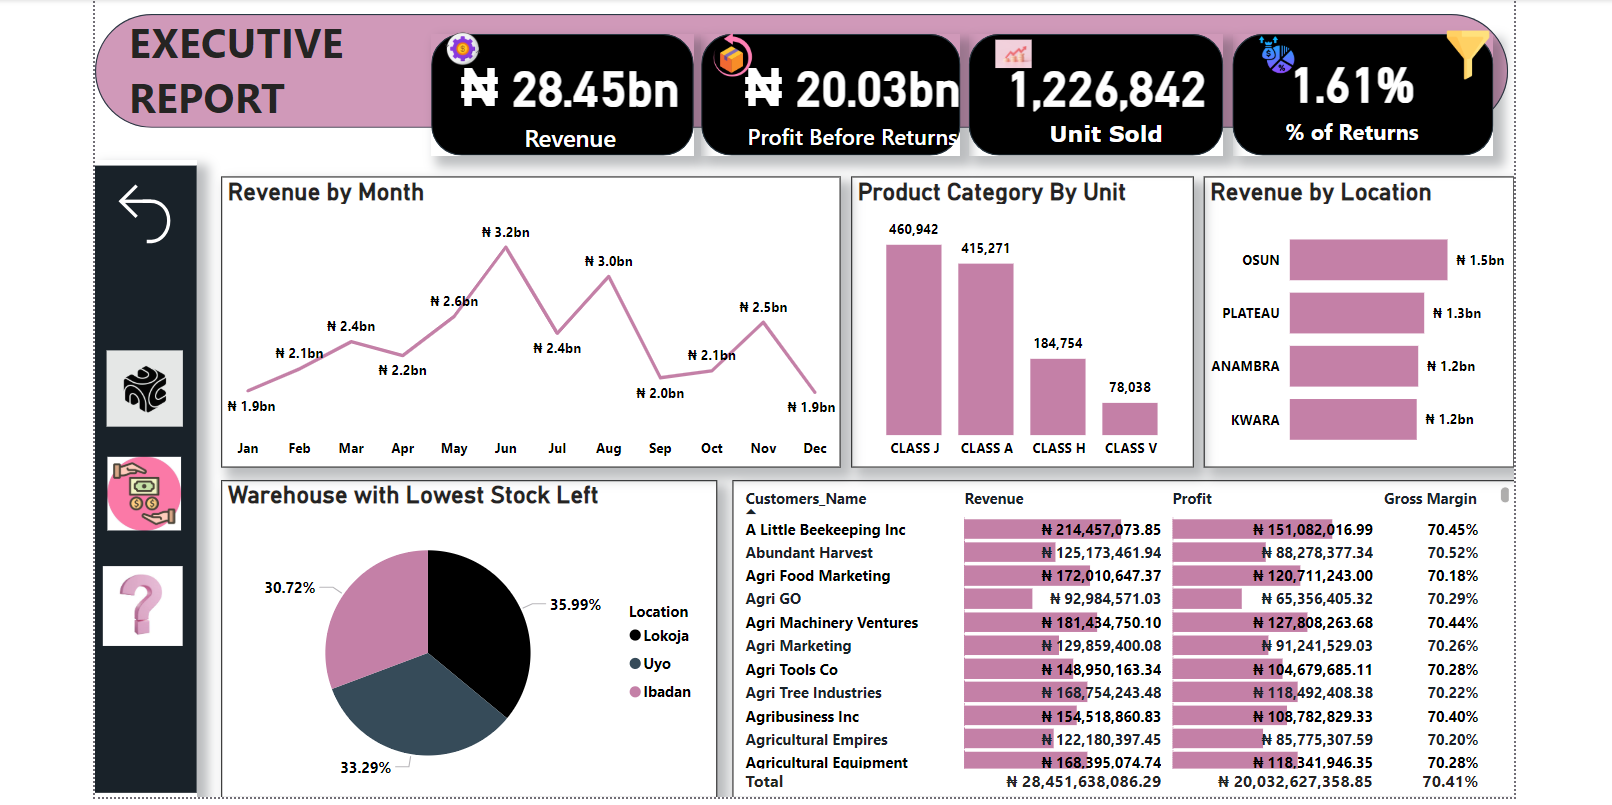 EXECUTIVE
REPORT
₦ 28.45bn
Revenue
₦ 20.03bn
Profit Before Returns
1,226,842
Unit Sold
1.61%
% of Returns
Revenue by Month
₦ 1.9bn
₦ 2.1bn
₦ 2.4bn
₦ 2.2bn
₦ 2.6bn
₦ 3.2bn
₦ 2.4bn
₦ 3.0bn
₦ 2.0bn
₦ 2.1bn
₦ 2.5bn
₦ 1.9bn
Jan Feb Mar Apr May Jun Jul Aug Sep Oct Nov Dec
Product Category By Unit
460,942
415,271
184,754
78,038
CLASS J CLASS A CLASS H CLASS V
Revenue by Location
OSUN ₦ 1.5bn
PLATEAU ₦ 1.3bn
ANAMBRA ₦ 1.2bn
KWARA ₦ 1.2bn
Warehouse with Lowest Stock Left
30.72%
35.99%
33.29%
Location
Lokoja
Uyo
Ibadan
Customers_Name Revenue Profit Gross Margin
A Little Beekeeping Inc ₦ 214,457,073.85 ₦ 151,082,016.99 70.45%
Abundant Harvest ₦ 125,173,461.94 ₦ 88,278,377.34 70.52%
Agri Food Marketing ₦ 172,010,647.37 ₦ 120,711,243.00 70.18%
Agri GO ₦ 92,984,571.03 ₦ 65,356,405.32 70.29%
Agri Machinery Ventures ₦ 181,434,750.10 ₦ 127,808,263.68 70.44%
Agri Marketing ₦ 129,859,400.08 ₦ 91,241,529.03 70.26%
Agri Tools Co ₦ 148,950,163.34 ₦ 104,679,685.11 70.28%
Agri Tree Industries ₦ 168,754,243.48 ₦ 118,492,408.38 70.22%
Agribusiness Inc ₦ 154,518,860.83 ₦ 108,782,829.33 70.40%
Agricultural Empires ₦ 122,180,397.45 ₦ 85,775,307.59 70.20%
Agricultural Equipment ₦ 168,395,074.74 ₦ 118,341,946.35 70.28%
Total ₦ 28,451,638,086.29 ₦ 20,032,627,358.85 70.41%